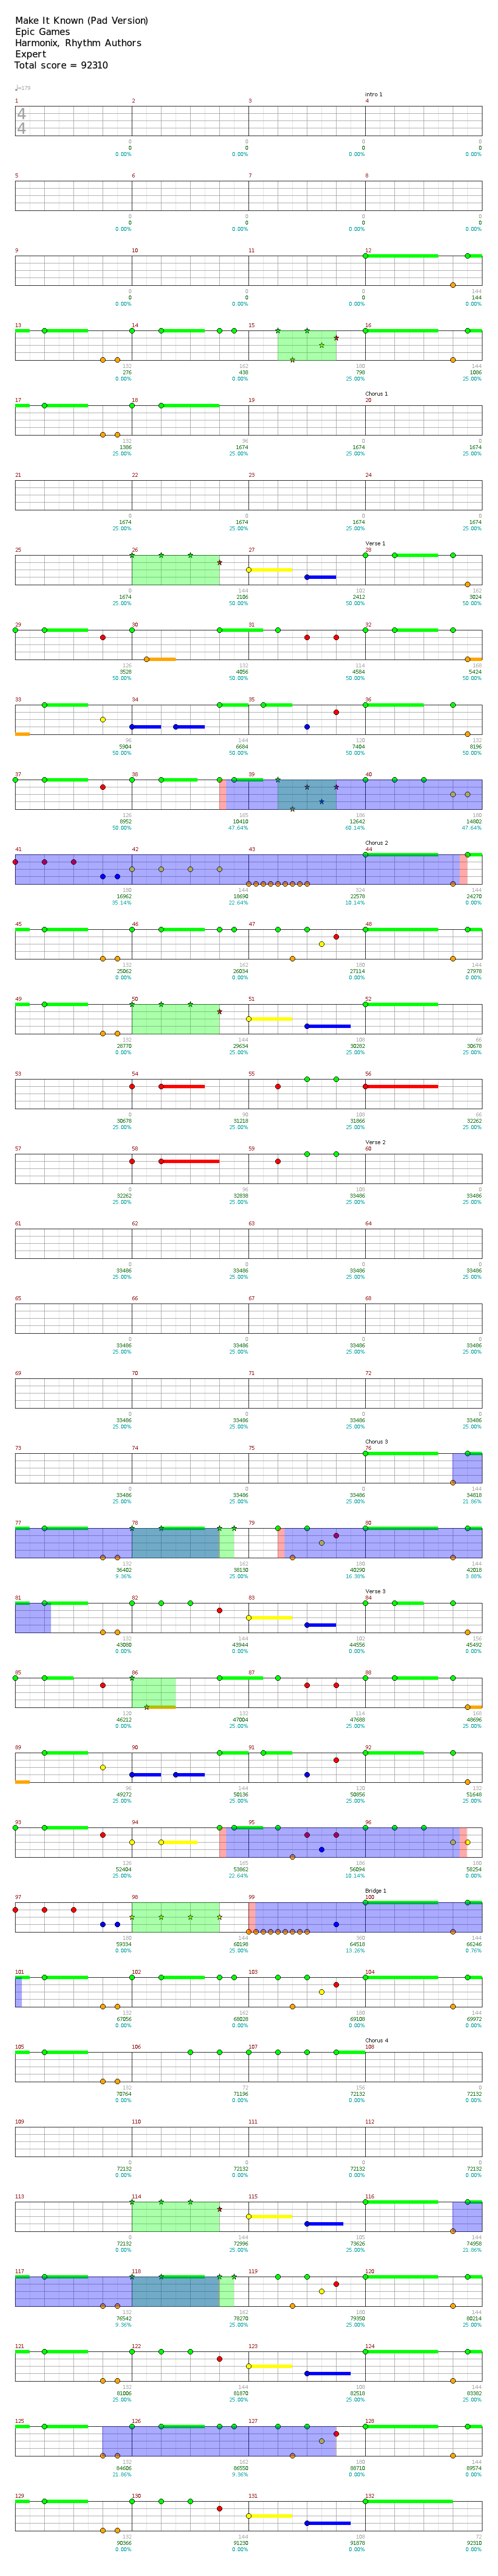 Make It Known (Pad Version)
Epic Games
Harmonix, Rhythm Authors
Expert
Total score = 92310
♩=179
Intro 1
1 2 3 4
4
4
0 0 0 0
0 0 0 0
0.00% 0.00% 0.00% 0.00%
5 6 7 8
0 0 0 0
0 0 0 0
0.00% 0.00% 0.00% 0.00%
9 10 11 12
0 0 0 144
0 0 0 144
0.00% 0.00% 0.00% 0.00%
13 14 15 16
132 162 180 144
276 438 798 1086
0.00% 0.00% 25.00% 25.00%
Chorus 1
17 18 19 20
132 96 0 0
1386 1674 1674 1674
25.00% 25.00% 25.00% 25.00%
21 22 23 24
0 0 0 0
1674 1674 1674 1674
25.00% 25.00% 25.00% 25.00%
Verse 1
25 26 27 28
0 144 102 162
1674 2106 2412 3024
25.00% 50.00% 50.00% 50.00%
29 30 31 32
126 132 114
3528 4056 4584 5424
50.00% 50.00% 50.00% 50.00%
33 34 35 36
96 144 120 132
5904 6684 7404 8196
50.00% 50.00% 50.00% 50.00%
37 38 39 40
126 165 186 180
8952 10410 12642 14802
50.00% 47.64% 60.14% 47.64%
Chorus 2
41 42 43 44
180 144 324 144
16962 18690 22578 24270
35.14% 22.64% 10.14% 0.00%
45 46 47 48
132 162 180 144
25062 26034 27114 27978
0.00% 0.00% 0.00% 0.00%
49 50 51 52
132 144 108 66
28770 29634 30282 30678
0.00% 25.00% 25.00% 25.00%
53 54 55 56
0 90 108 66
30678 31218 31866 32262
25.00% 25.00% 25.00% 25.00%
Verse 2
57 58 59 60
0 96 108 0
32262 32838 33486 33486
25.00% 25.00% 25.00% 25.00%
61 62 63 64
0 0 0 0
33486 33486 33486 33486
25.00% 25.00% 25.00% 25.00%
65 66 67 68
0 0 0 0
33486 33486 33486 33486
25.00% 25.00% 25.00% 25.00%
69 70 71 72
0 0 0 0
33486 33486 33486 33486
25.00% 25.00% 25.00% 25.00%
Chorus 3
73 74 75 76
0 0 0 144
33486 33486 33486 34818
25.00% 25.00% 25.00% 21.86%
77 78 79 80
132 162 180 144
36402 38130 40290 42018
9.36% 25.00% 16.38% 3.88%
Verse 3
81 82 83 84
132 144 102 156
43080 43944 44556 45492
0.00% 0.00% 0.00% 0.00%
85 86 87 88
120 132 114
46212 47004 47688 48696
0.00% 25.00% 25.00% 25.00%
89 90 91 92
96 144 120 132
49272 50136 50856 51648
25.00% 25.00% 25.00% 25.00%
93 94 95 96
126 180
52404 53862 56094 58254
25.00% 22.64% 10.14% 0.00%
Bridge 1
97 98 99 100
180 144 360 144
59334 60198 64518 66246
0.00% 25.00% 13.26% 0.76%
101 102 103 104
132 162 180 144
67056 68028 69108 69972
0.00% 0.00% 0.00% 0.00%
Chorus 4
105 106 107 108
132 72 156 0
70764 71196 72132 72132
0.00% 0.00% 0.00% 0.00%
109 110 111 112
0 0 0 0
72132 72132 72132 72132
0.00% 0.00% 0.00% 0.00%
113 114 115 116
0 144 105 144
72132 72996 73626 74958
0.00% 25.00% 25.00% 21.86%
117 118 119 120
132 162 180 144
76542 78270 79350 80214
9.36% 25.00% 25.00% 25.00%
121 122 123 124
132 144 108 144
81006 81870 82518 83382
25.00% 25.00% 25.00% 25.00%
125 126 127 128
132 162 180 144
84606 86550 88710 89574
21.86% 9.36% 0.00% 0.00%
129 130 131 132
132 144 108 72
90366 91230 91878 92310
0.00% 0.00% 0.00% 0.00%